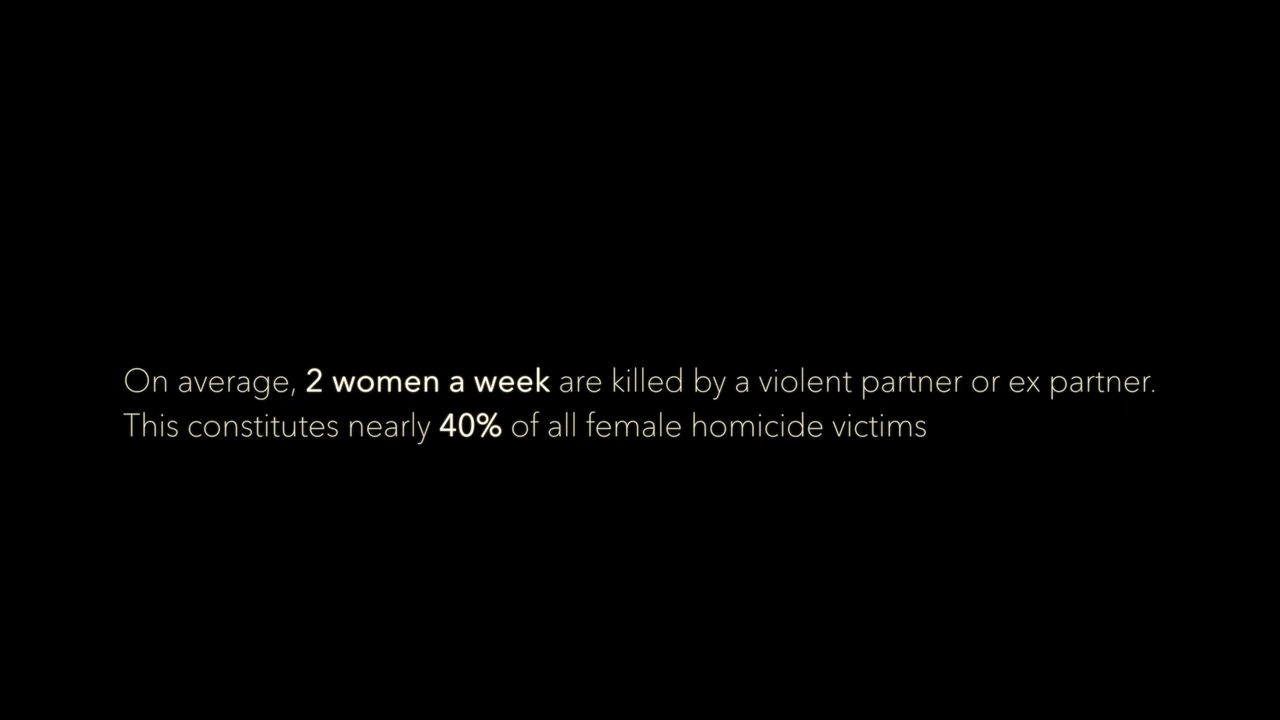 On average, 2 women a week are killed by a violent partner or ex partner.
This constitutes nearly 40% of all female homicide victims